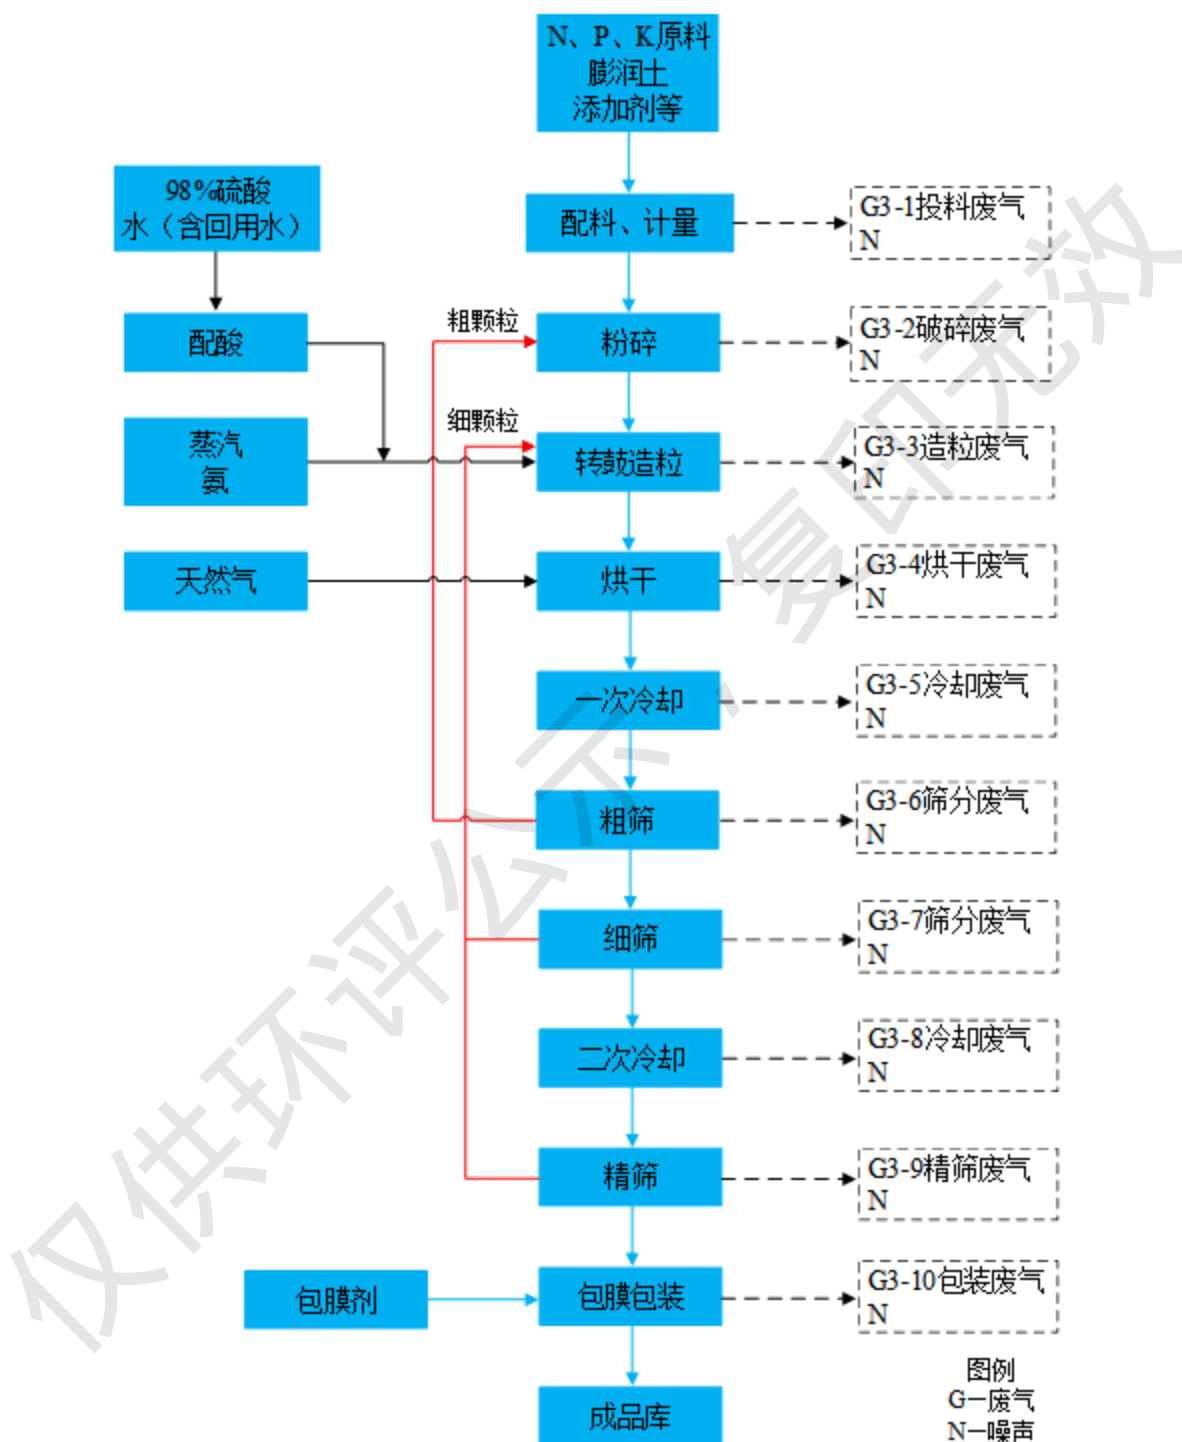 N、P、K原料
膨润土
添加剂等
98%硫酸
水（含回用水）
配料、计量
G3-1投料废气
N
配酸
粗颗粒
粉碎
G3-2破碎废气
N
蒸汽
氨
细颗粒
转鼓造粒
G3-3造粒废气
N
天然气
烘干
G3-4烘干废气
N
一次冷却
G3-5冷却废气
N
粗筛
G3-6筛分废气
N
细筛
G3-7筛分废气
N
二次冷却
G3-8冷却废气
N
精筛
G3-9精筛废气
N
包膜剂
包膜包装
G3-10包装废气
N
成品库
图例
G—废气
N—噪声
仅供环评公示，复印无效